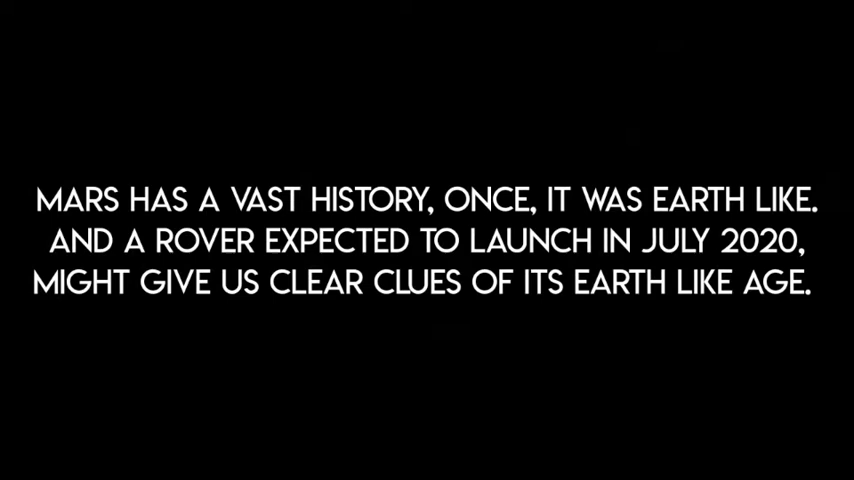 MARS HAS A VAST HISTORY, ONCE, IT WAS EARTH LIKE.
AND A ROVER EXPECTED TO LAUNCH IN JULY 2020,
MIGHT GIVE US CLEAR CLUES OF ITS EARTH LIKE AGE.